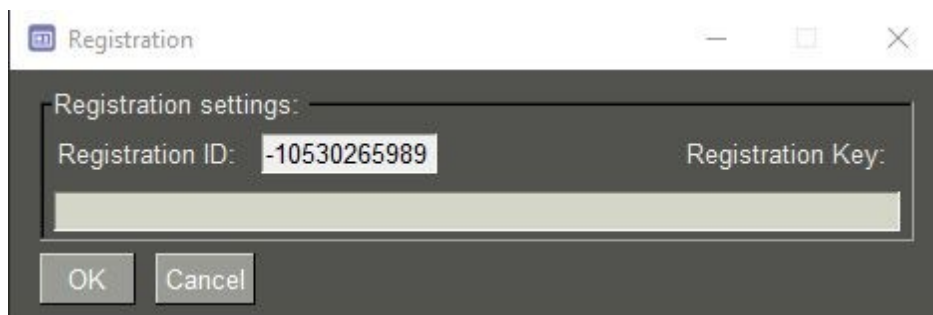 Registration
Registration settings:
Registration ID: -10530265989 Registration Key:
OK Cancel